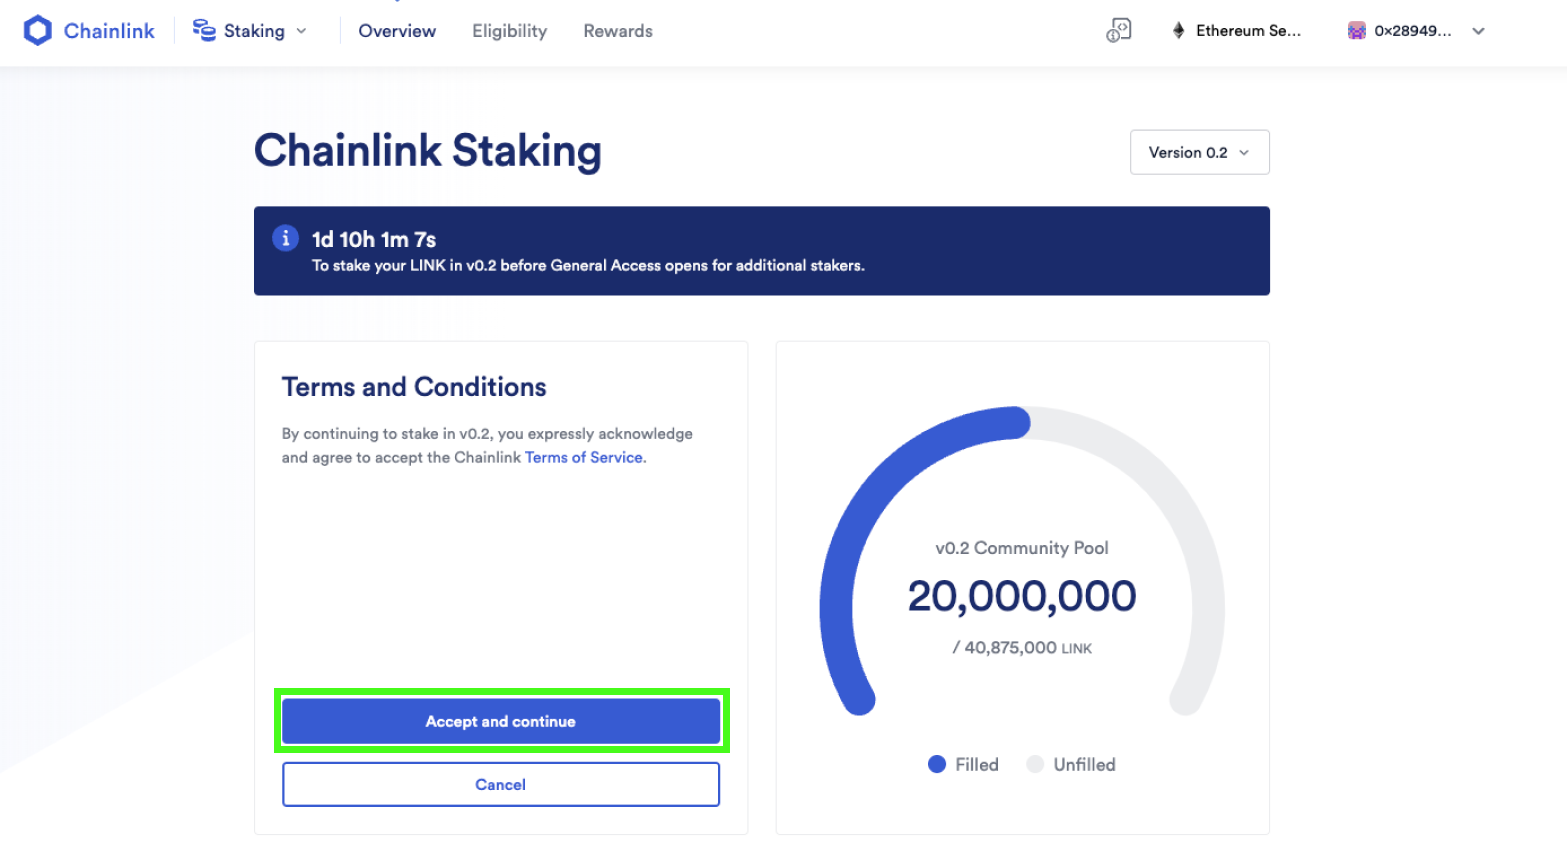 Chainlink
Staking
Overview
Eligibility
Rewards
Ethereum Se...
0x28949...
Chainlink Staking
Version 0.2
1d 10h 1m 7s
To stake your LINK in v0.2 before General Access opens for additional stakers.
Terms and Conditions
By continuing to stake in v0.2, you expressly acknowledge
and agree to accept the Chainlink Terms of Service.
Accept and continue
Cancel
v0.2 Community Pool
20,000,000
/ 40,875,000 LINK
Filled
Unfilled